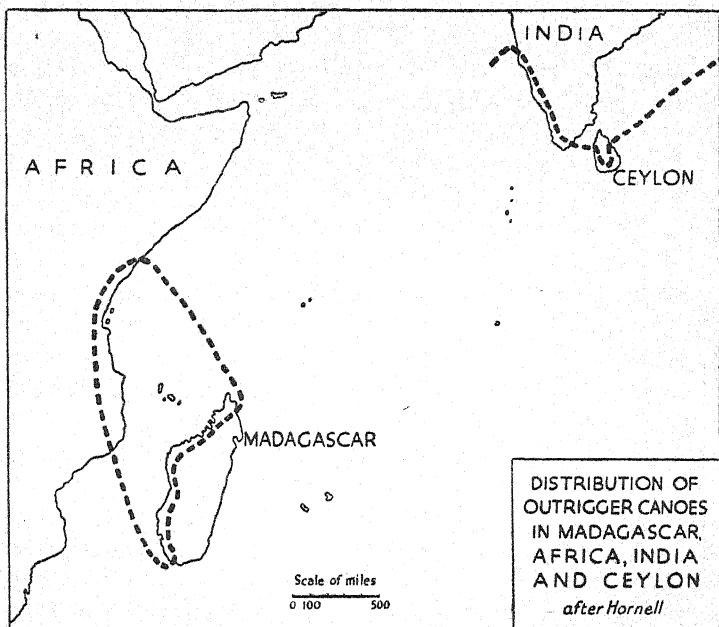 INDIA
AFRICA
CEYLON
MADAGASCAR
Scale of miles
0 100 500
DISTRIBUTION OF
OUTRIGGER CANOES
IN MADAGASCAR,
AFRICA, INDIA
AND CEYLON
after Hornell